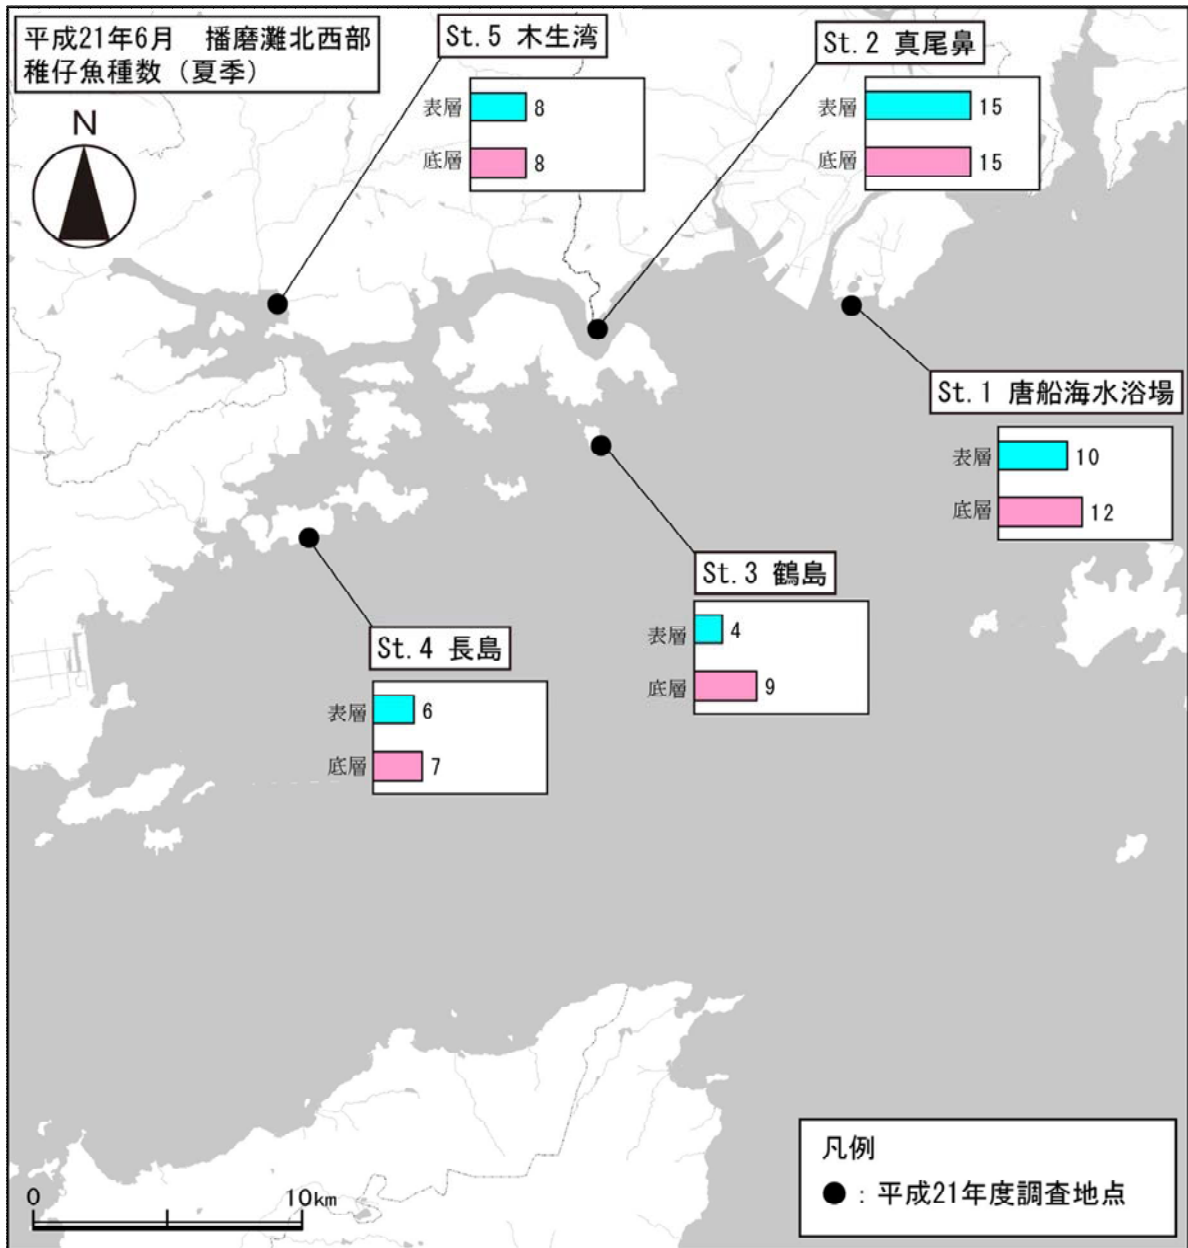 平成21年6月　播磨灘北西部
稚仔魚種数（夏季）
N
St.5 木生湾
表層 8
底層 8
St.2 真尾鼻
表層 15
底層 15
St.1 唐船海水浴場
表層 10
底層 12
St.3 鶴島
表層 4
底層 9
St.4 長島
表層 6
底層 7
0 10km
凡例
●：平成21年度調査地点